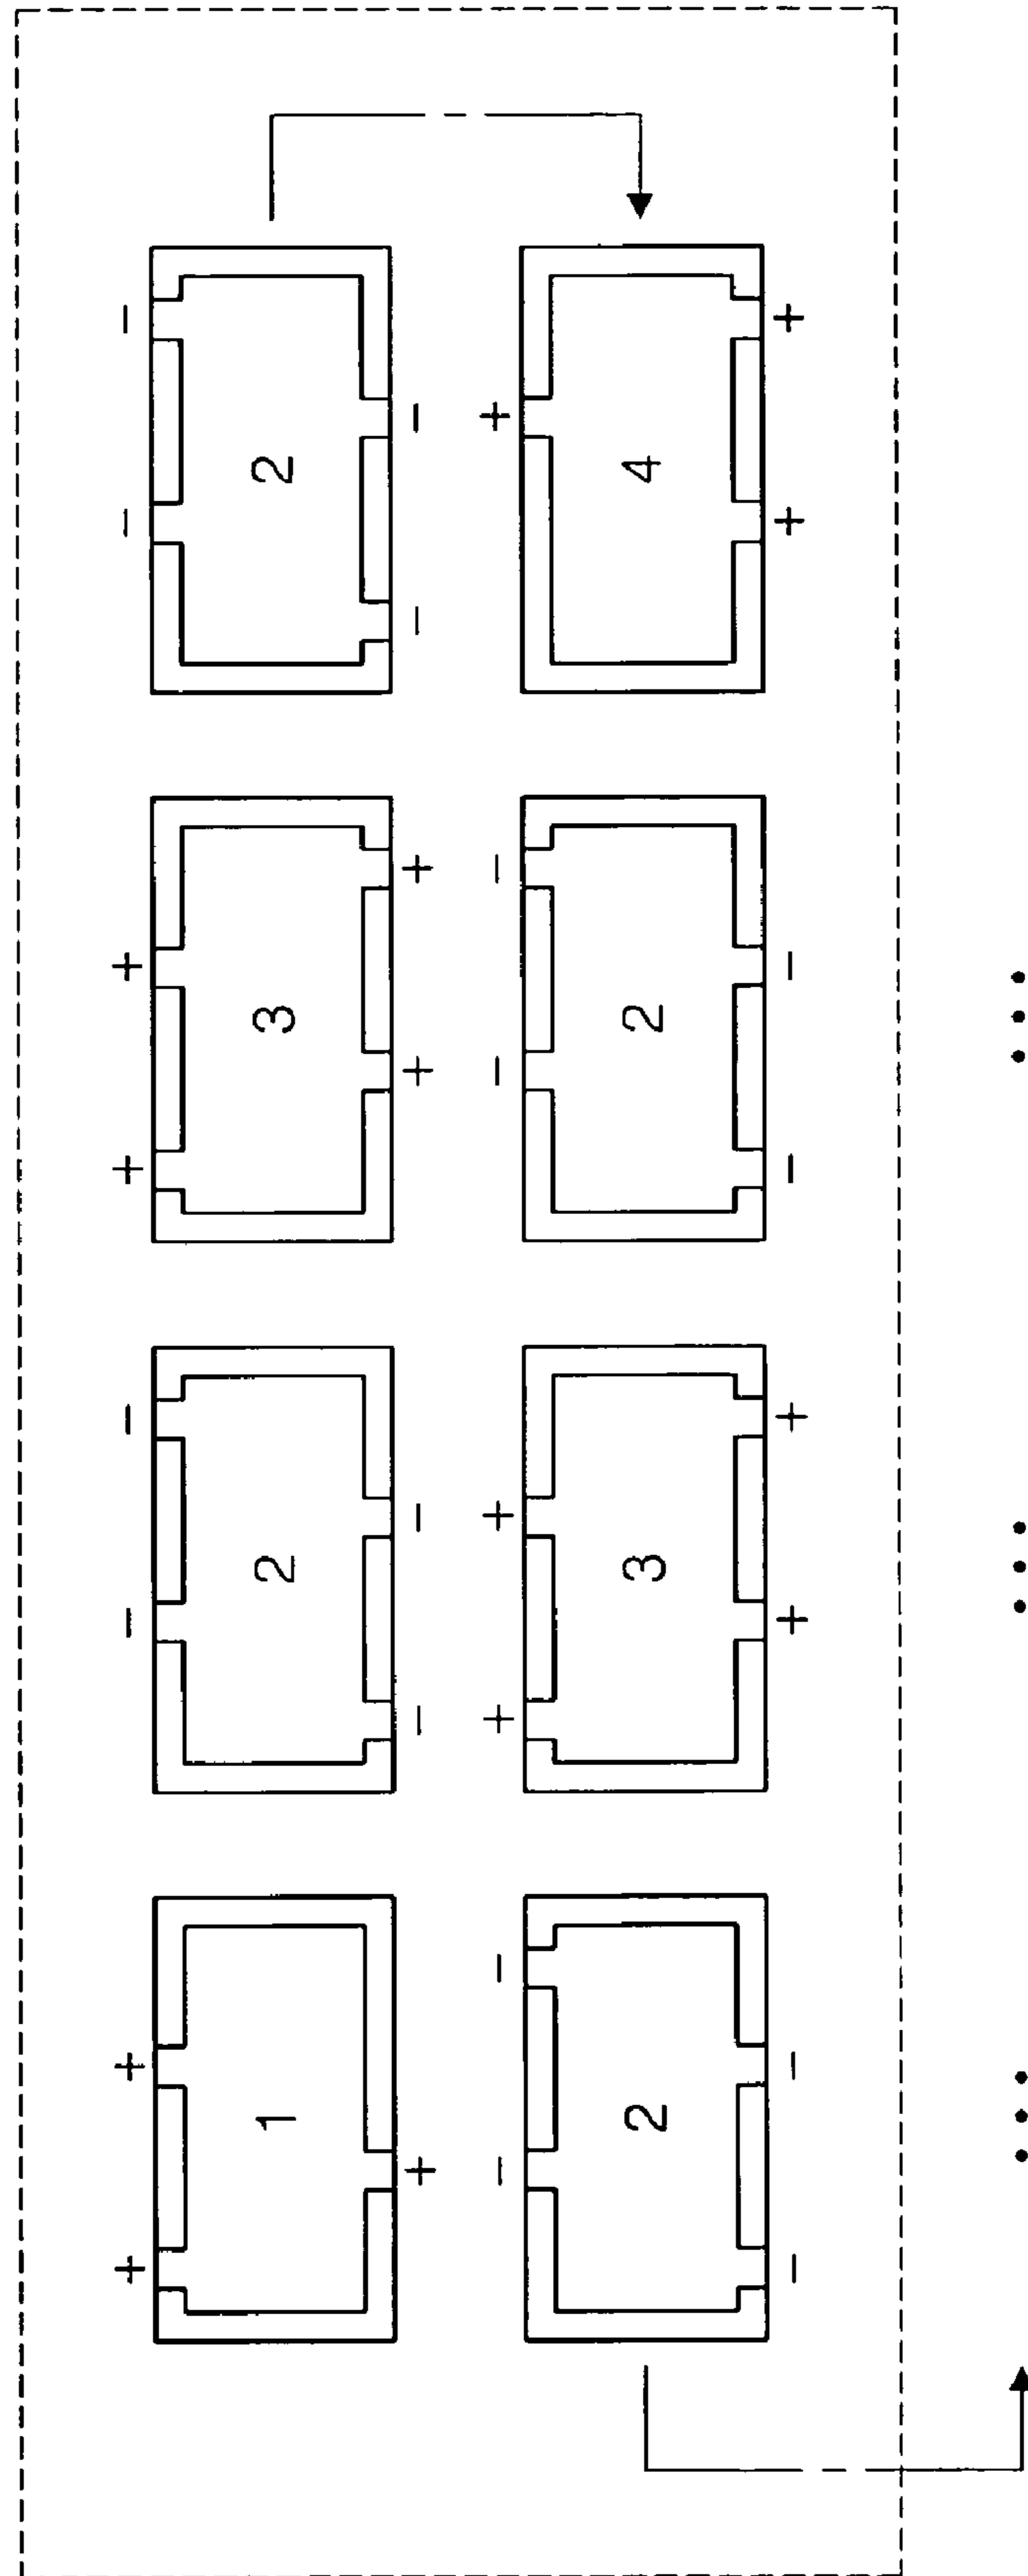 + + − − + + − −
1 2 3 2
+ − − + + − −
− − + + − − +
2 3 2 4
− − + + − − + +